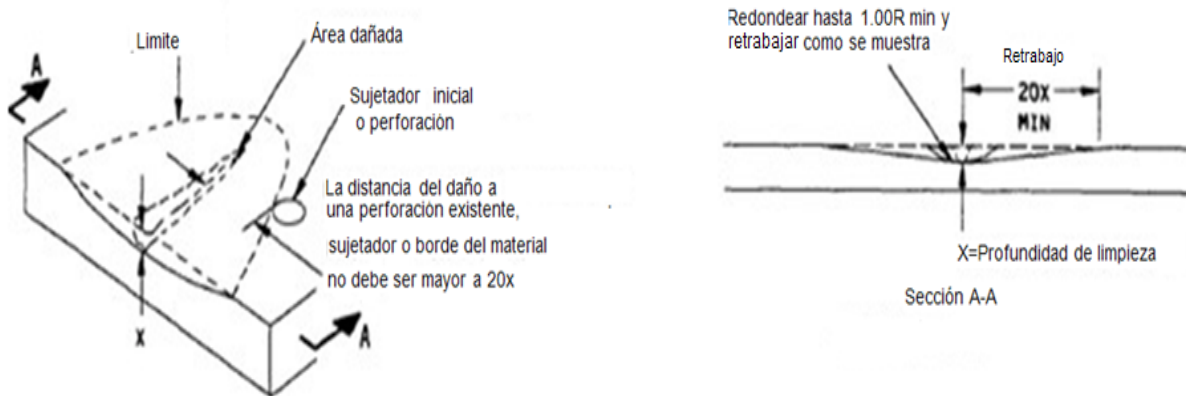 Limite
Área dañada
A
Sujetador inicial
o perforación
La distancia del daño a
una perforación existente,
sujetador o borde del material
no debe ser mayor a 20x
X
A
Redondear hasta 1.00R min y
retrabajar como se muestra
Retrabajo
20X
MIN
X=Profundidad de limpieza
Sección A-A